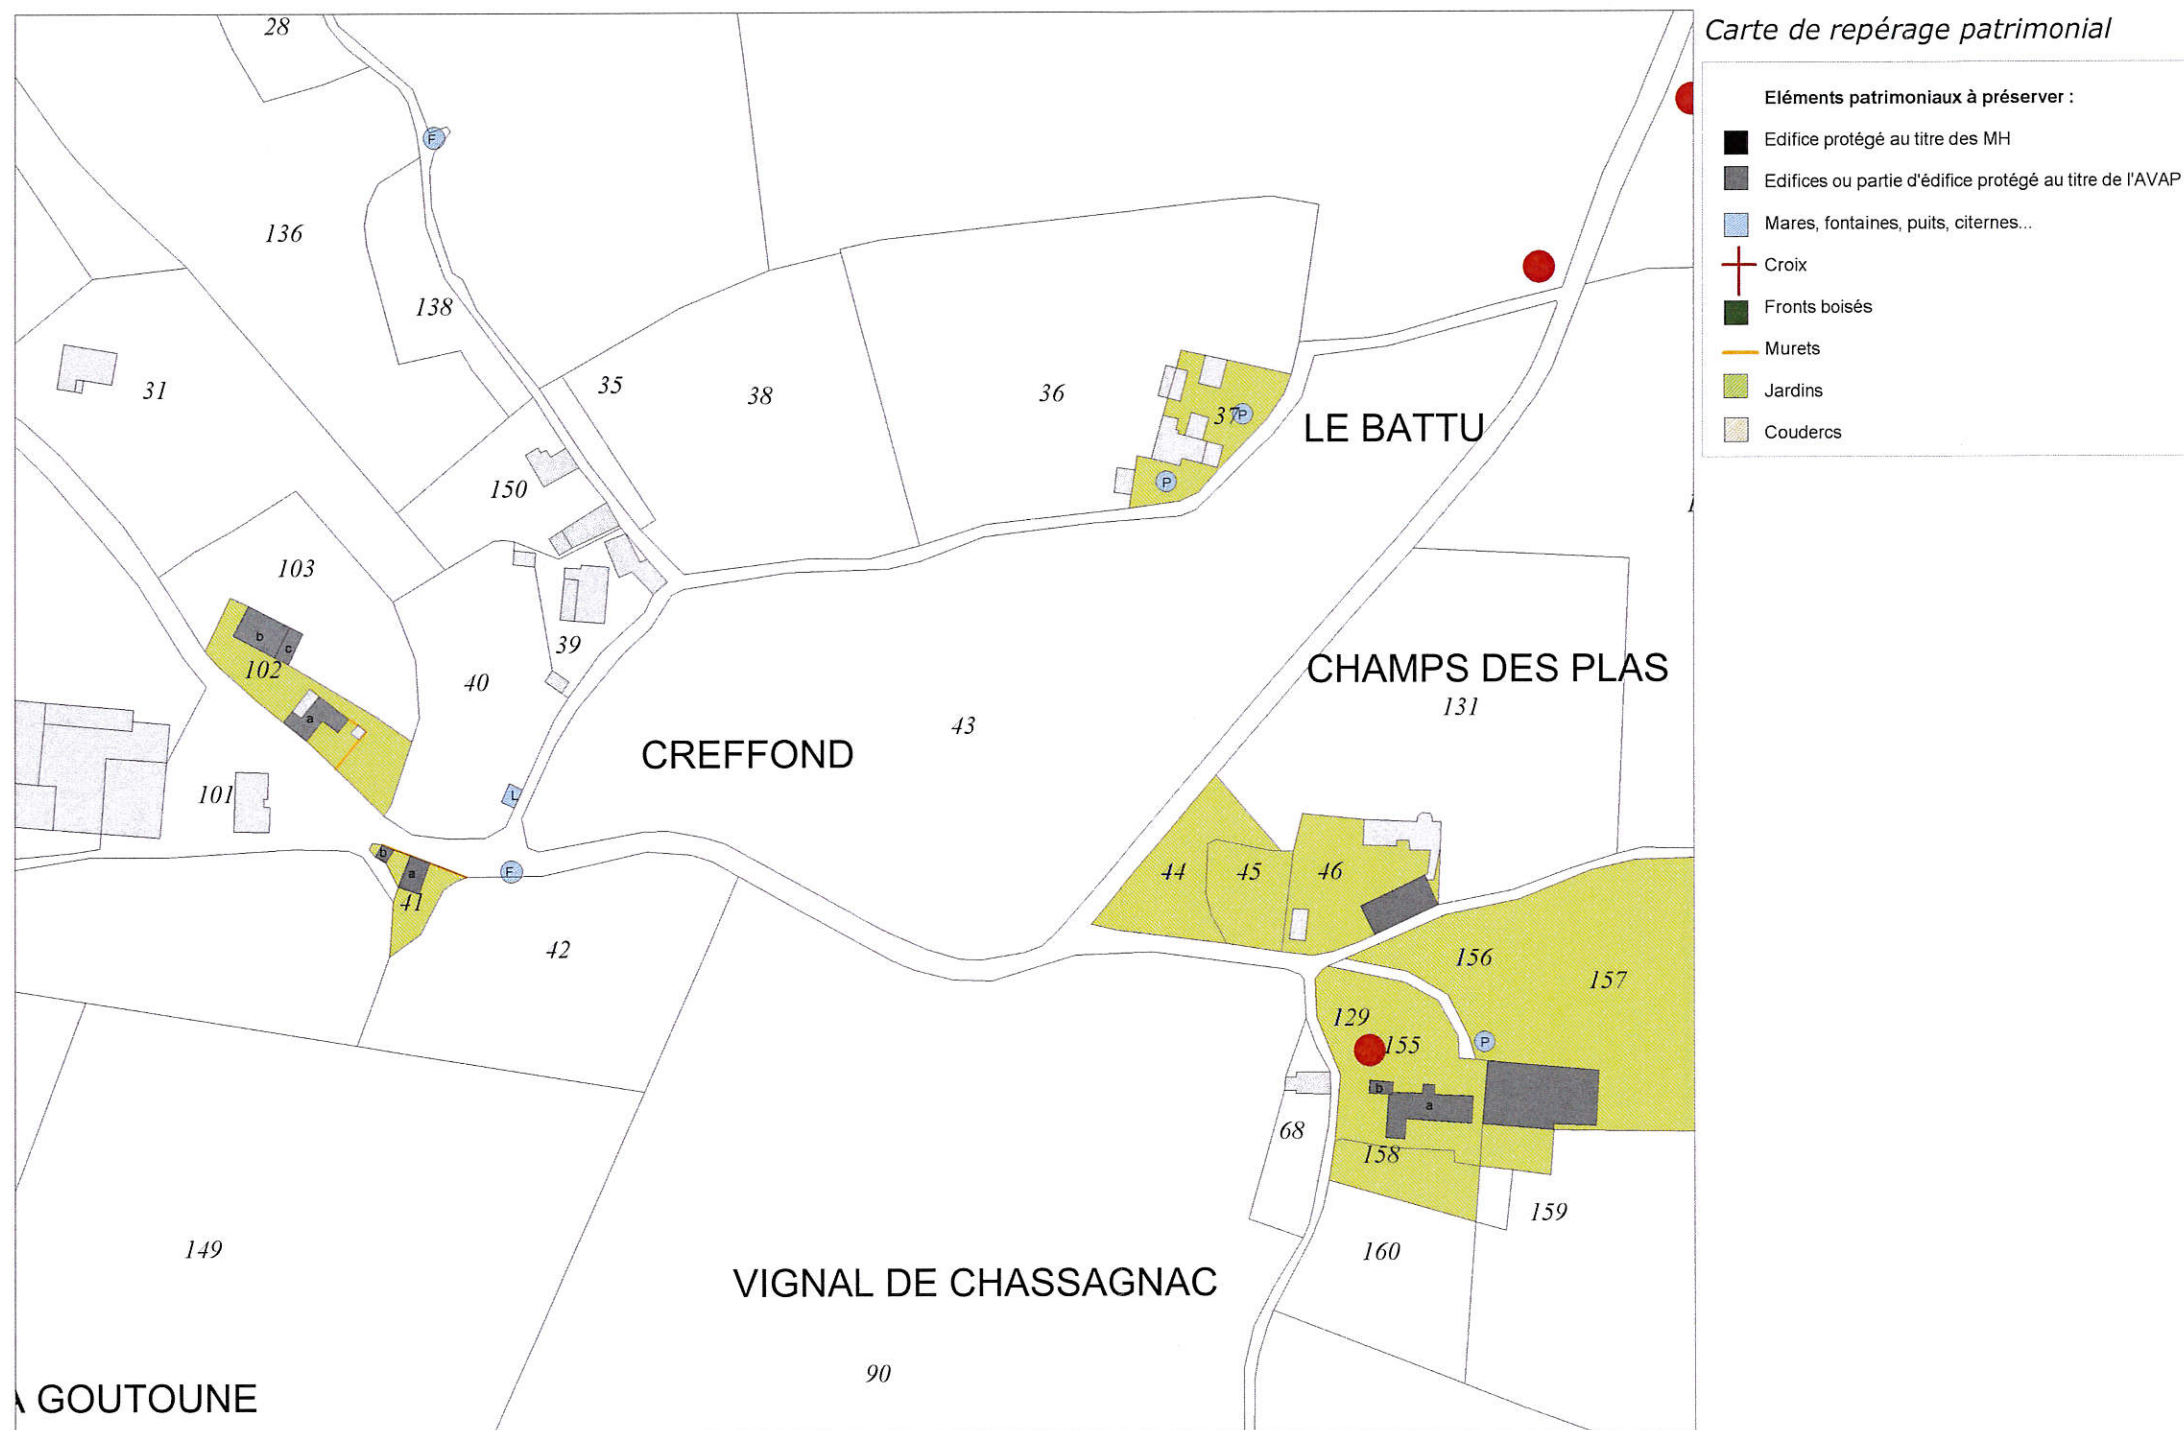 Carte de repérage patrimonial
Eléments patrimoniaux à préserver :
Edifice protégé au titre des MH
Edifices ou partie d'édifice protégé au titre de l'AVAP
Mares, fontaines, puits, citernes...
Croix
Fronts boisés
Murets
Jardins
Coudercs
28
F
136
138
31
35
38
36
37
P
LE BATTU
150
P
103
b
c
102
39
40
CHAMPS DES PLAS
131
a
43
CREFFOND
101
L
b
a
41
F
44
45
46
42
156
157
129
155
P
b
a
68
158
159
149
160
VIGNAL DE CHASSAGNAC
90
GOUTOUNE